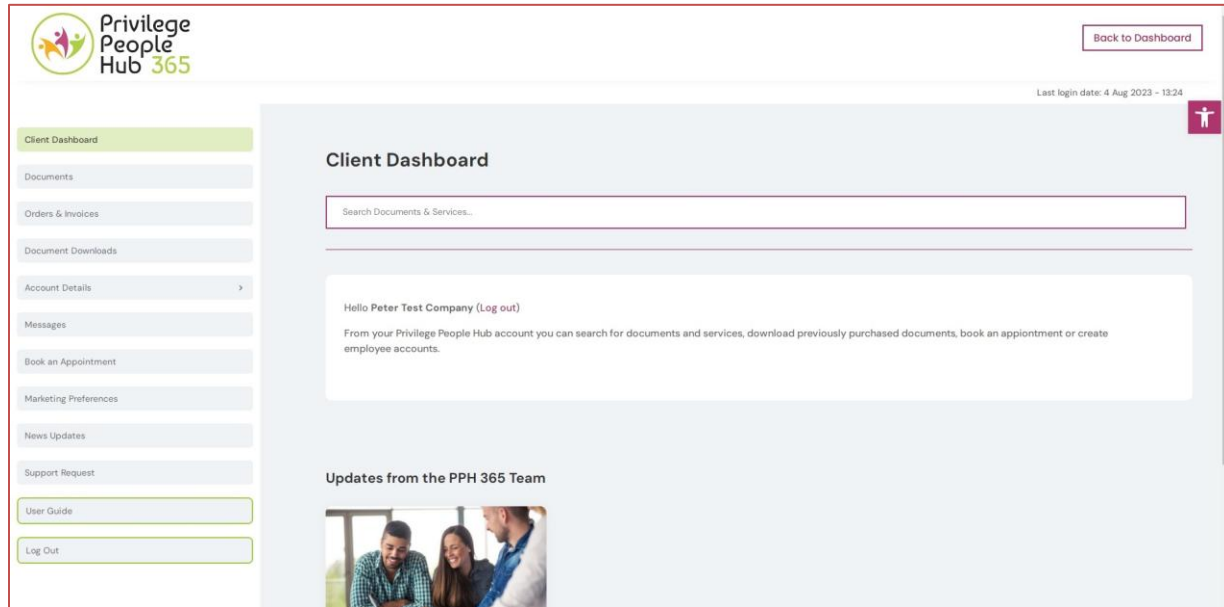 Privilege
People
Hub 365
Back to Dashboard
Last login date: 4 Aug 2023 - 13:24
Client Dashboard
Documents
Orders & Invoices
Document Downloads
Account Details
Messages
Book an Appointment
Marketing Preferences
News Updates
Support Request
User Guide
Log Out
Client Dashboard
Search Documents & Services...
Hello Peter Test Company (Log out)
From your Privilege People Hub account you can search for documents and services, download previously purchased documents, book an appiontment or create
employee accounts.
Updates from the PPH 365 Team